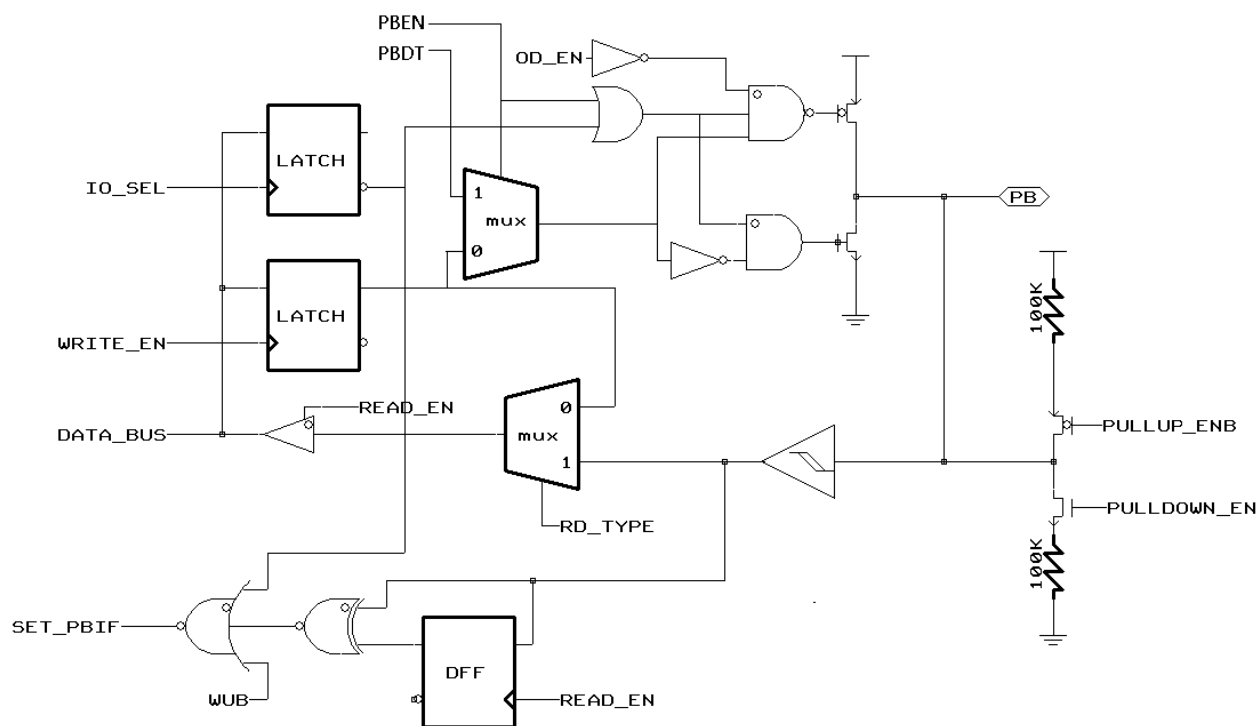 PBEN
PBDT
OD_EN
LATCH
IO_SEL
1
mux
0
PB
LATCH
WRITE_EN
100K
READ_EN
0
DATA_BUS
mux
PULLUP_ENB
1
PULLDOWN_EN
RD_TYPE
100K
SET_PBIF
DFF
WUB
READ_EN